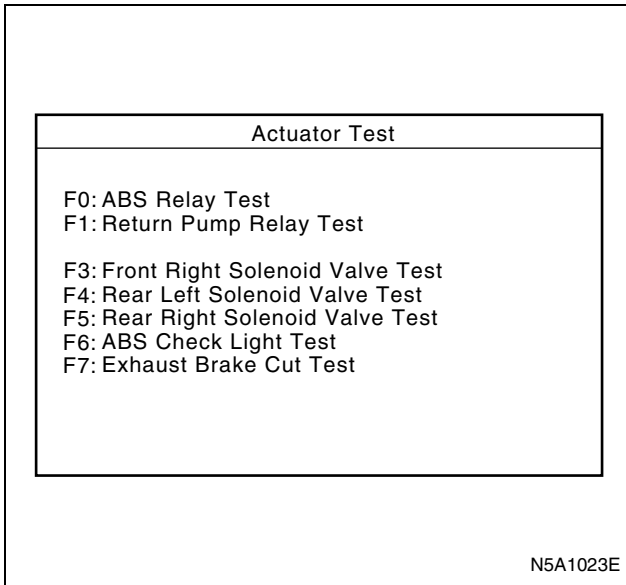 Actuator Test
F0: ABS Relay Test
F1: Return Pump Relay Test
F3: Front Right Solenoid Valve Test
F4: Rear Left Solenoid Valve Test
F5: Rear Right Solenoid Valve Test
F6: ABS Check Light Test
F7: Exhaust Brake Cut Test
N5A1023E